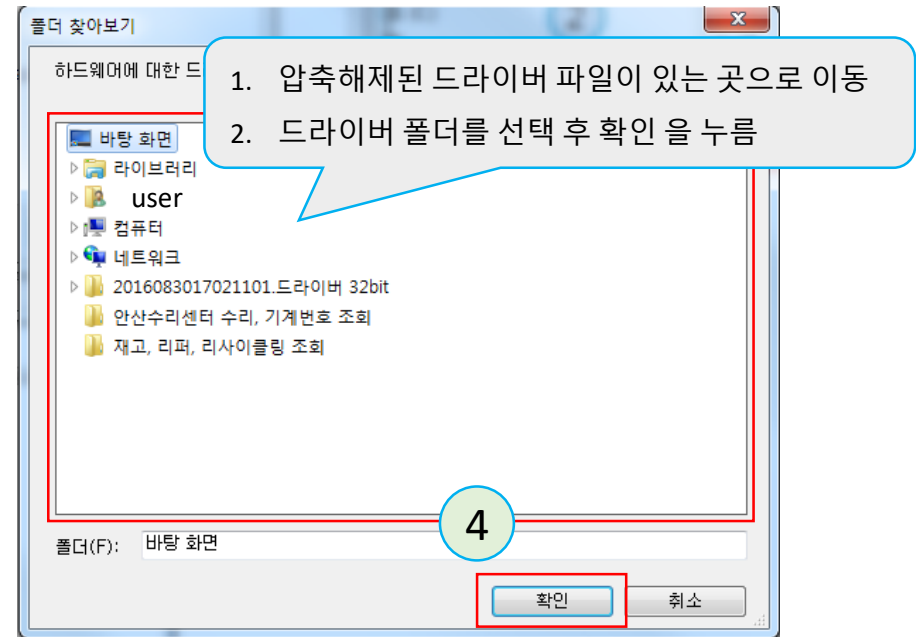 폴더 찾아보기
하드웨어에 대한 드
1. 압축해제된 드라이버 파일이 있는 곳으로 이동
2. 드라이버 폴더를 선택 후 확인 을 누름
바탕 화면
라이브러리
user
컴퓨터
네트워크
2016083017021101.드라이버 32bit
안산수리센터 수리, 기계번호 조회
재고, 리퍼, 리사이클링 조회
4
폴더(F): 바탕 화면
확인 취소